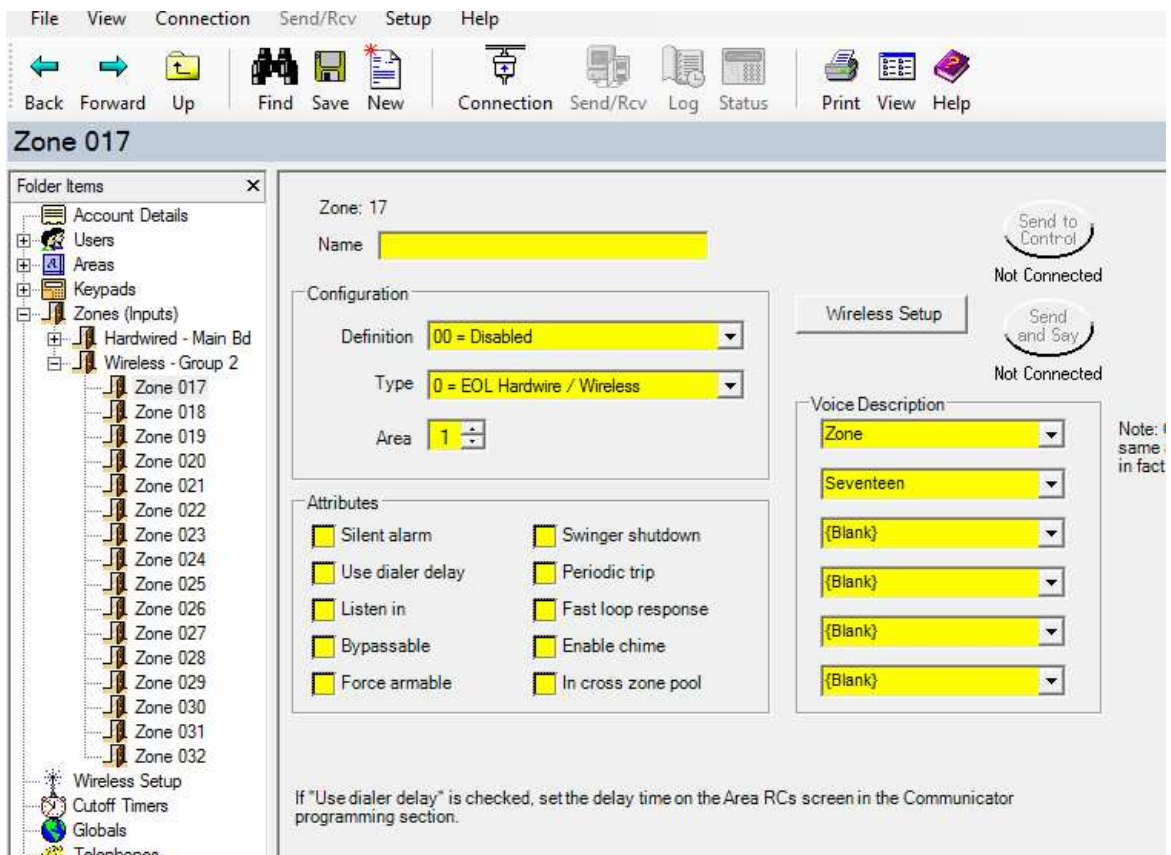 File View Connection Send/Rcv Setup Help
Back Forward Up Find Save New Connection Send/Rcv Log Status Print View Help
Zone 017
Folder Items
Account Details
Users
Areas
Keypads
Zones (Inputs)
Hardwired - Main Bd
Wireless - Group 2
Zone 017
Zone 018
Zone 019
Zone 020
Zone 021
Zone 022
Zone 023
Zone 024
Zone 025
Zone 026
Zone 027
Zone 028
Zone 029
Zone 030
Zone 031
Zone 032
Wireless Setup
Cutoff Timers
Globals
Telephones
Zone: 17
Name
Configuration
Definition 00 = Disabled
Type 0 = EOL Hardwire / Wireless
Area 1
Attributes
Silent alarm Swinger shutdown
Use dialer delay Periodic trip
Listen in Fast loop response
Bypassable Enable chime
Force armable In cross zone pool
If "Use dialer delay" is checked, set the delay time on the Area RCs screen in the Communicator
programming section.
Wireless Setup
Send to
Control
Not Connected
Send
and Say
Not Connected
Voice Description
Zone
Seventeen
{Blank}
{Blank}
{Blank}
{Blank}
Note:
same
in fact